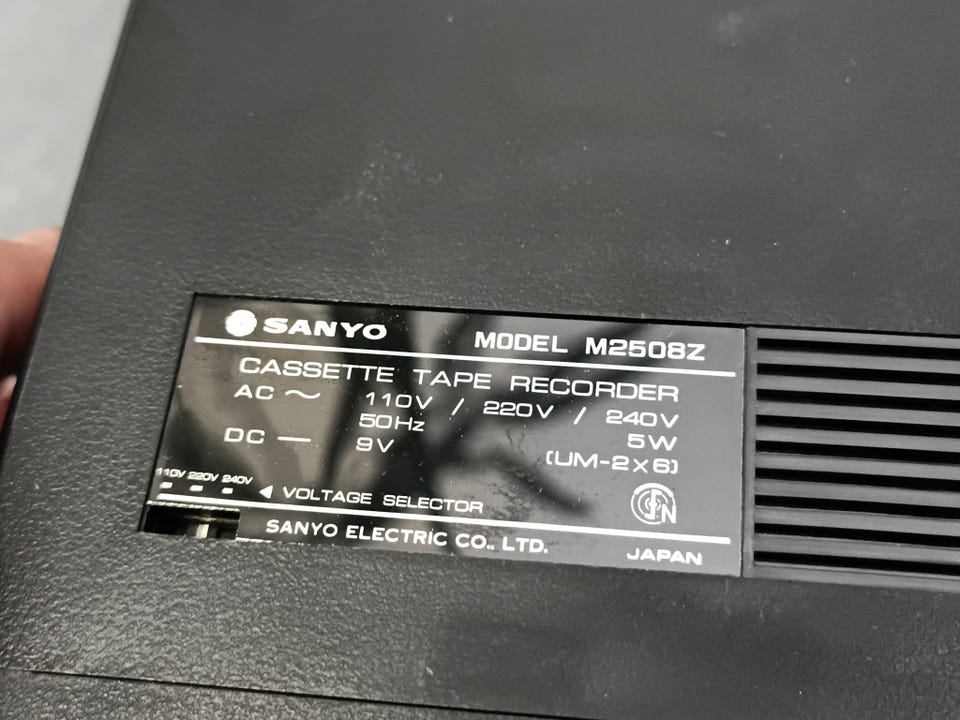 SANYO MODEL M2508Z
CASSETTE TAPE RECORDER
AC ~ 110V / 220V / 240V
50Hz 5W
DC — 9V (UM-2×6)
110V 220V 240V
◀ VOLTAGE SELECTOR
SANYO ELECTRIC CO., LTD. JAPAN